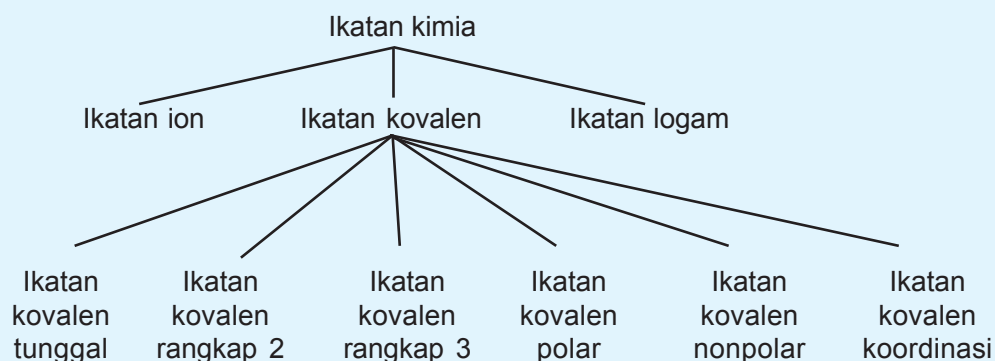 Ikatan kimia
Ikatan ion
Ikatan kovalen
Ikatan logam
Ikatan
kovalen
tunggal
Ikatan
kovalen
rangkap 2
Ikatan
kovalen
rangkap 3
Ikatan
kovalen
polar
Ikatan
kovalen
nonpolar
Ikatan
kovalen
koordinasi